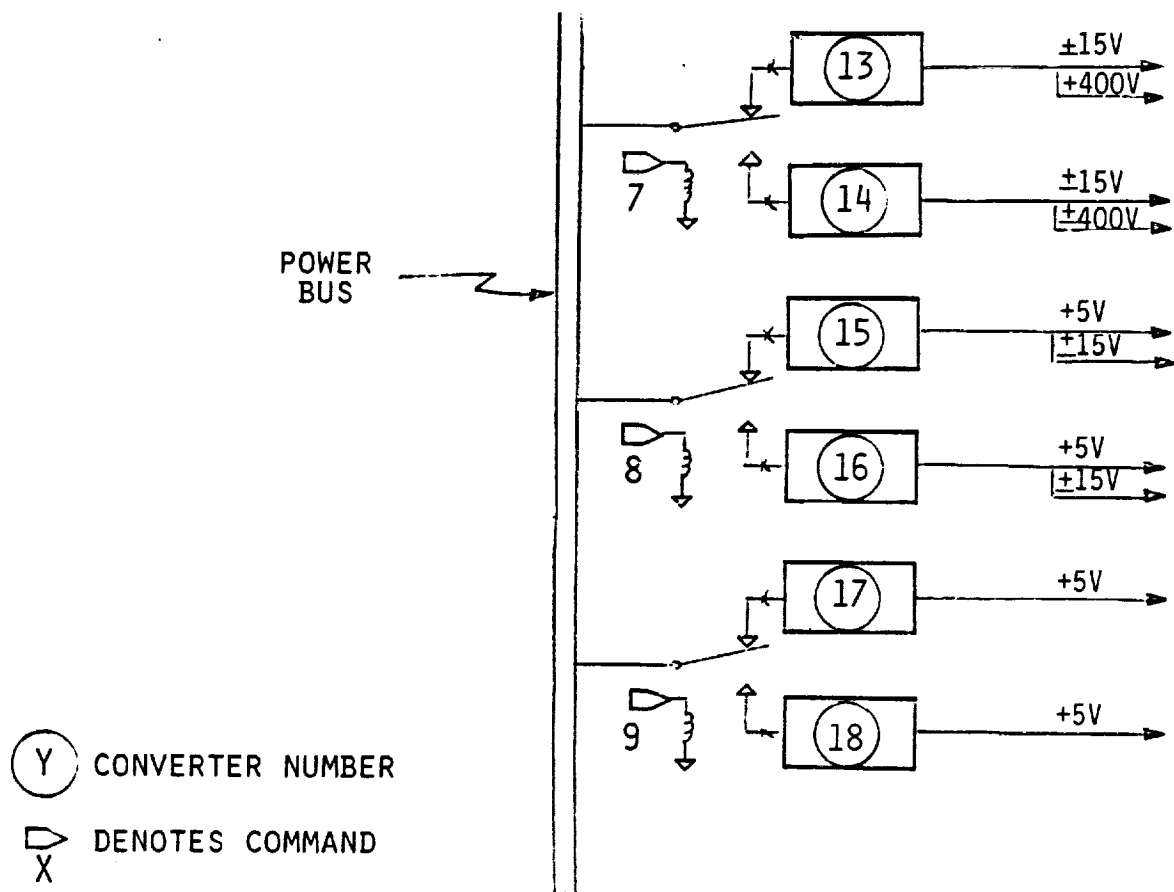 13
±15V
+400V
7
14
±15V
±400V
POWER
BUS
15
+5V
±15V
8
16
+5V
±15V
17
+5V
9
18
+5V
Y CONVERTER NUMBER
X DENOTES COMMAND